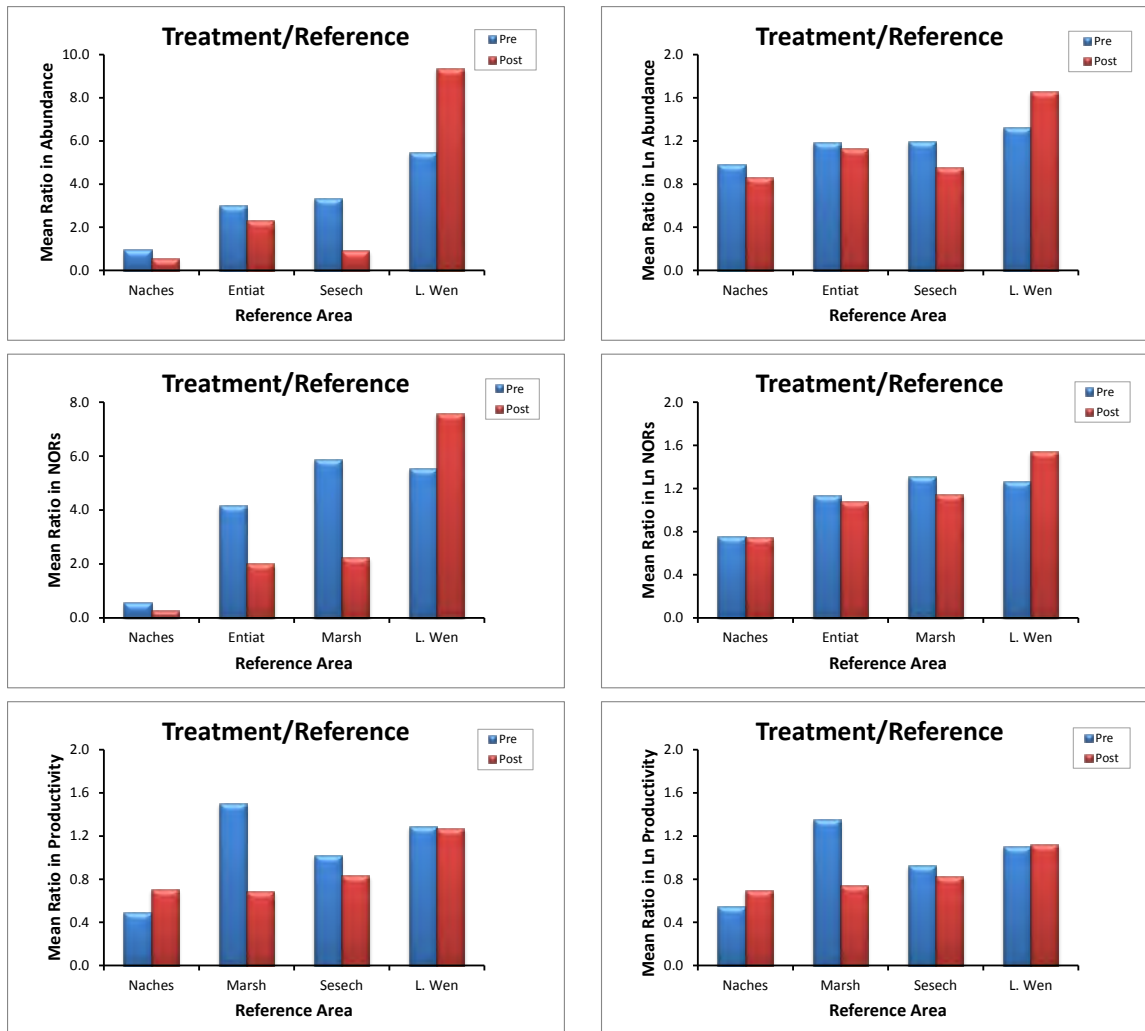 Treatment/Reference
Pre
Post
Mean Ratio in Abundance
10.0
8.0
6.0
4.0
2.0
0.0
Naches Entiat Sesech L. Wen
Reference Area
Treatment/Reference
Pre
Post
Mean Ratio in Ln Abundance
2.0
1.6
1.2
0.8
0.4
0.0
Naches Entiat Sesech L. Wen
Reference Area
Treatment/Reference
Pre
Post
Mean Ratio in NORs
8.0
6.0
4.0
2.0
0.0
Naches Entiat Marsh L. Wen
Reference Area
Treatment/Reference
Pre
Post
Mean Ratio in Ln NORs
2.0
1.6
1.2
0.8
0.4
0.0
Naches Entiat Marsh L. Wen
Reference Area
Treatment/Reference
Pre
Post
Mean Ratio in Productivity
2.0
1.6
1.2
0.8
0.4
0.0
Naches Marsh Sesech L. Wen
Reference Area
Treatment/Reference
Pre
Post
Mean Ratio in Ln Productivity
2.0
1.6
1.2
0.8
0.4
0.0
Naches Marsh Sesech L. Wen
Reference Area